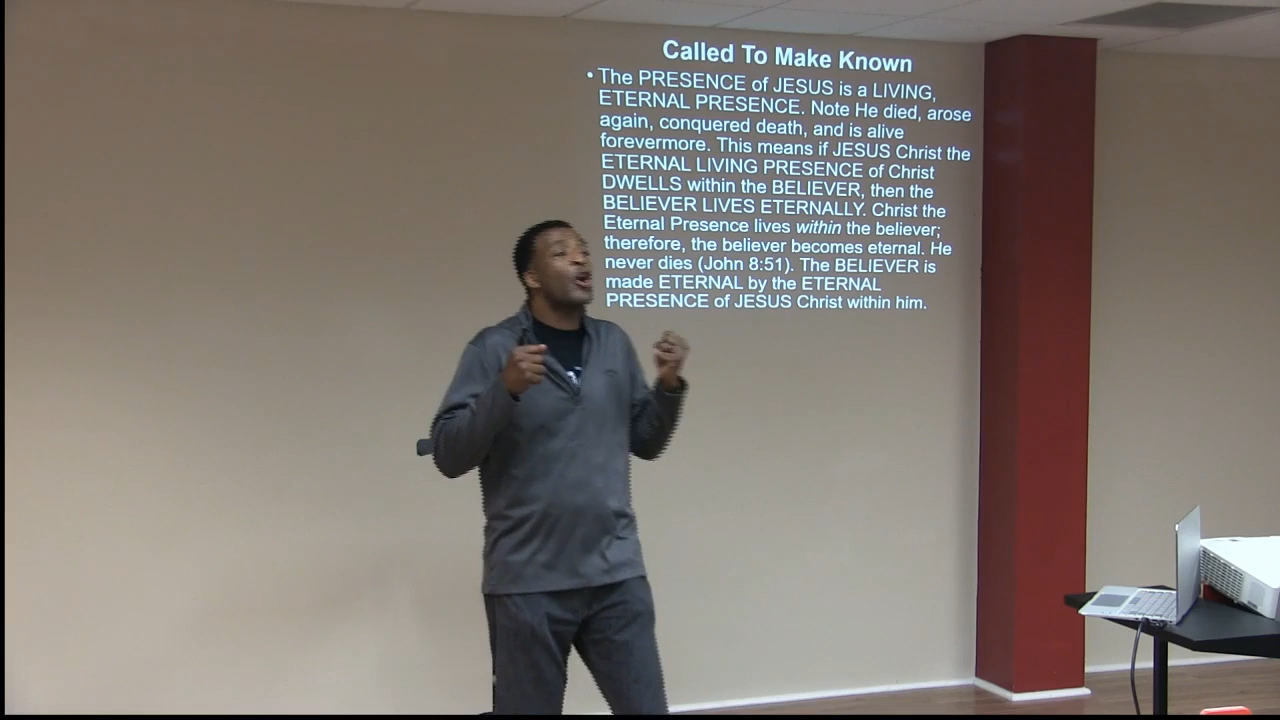 Called To Make Known
• The PRESENCE of JESUS is a LIVING,
ETERNAL PRESENCE. Note He died, arose
again, conquered death, and is alive
forevermore. This means if JESUS Christ the
ETERNAL LIVING PRESENCE of Christ
DWELLS within the BELIEVER, then the
BELIEVER LIVES ETERNALLY. Christ the
Eternal Presence lives within the believer;
therefore, the believer becomes eternal. He
never dies (John 8:51). The BELIEVER is
made ETERNAL by the ETERNAL
PRESENCE of JESUS Christ within him.